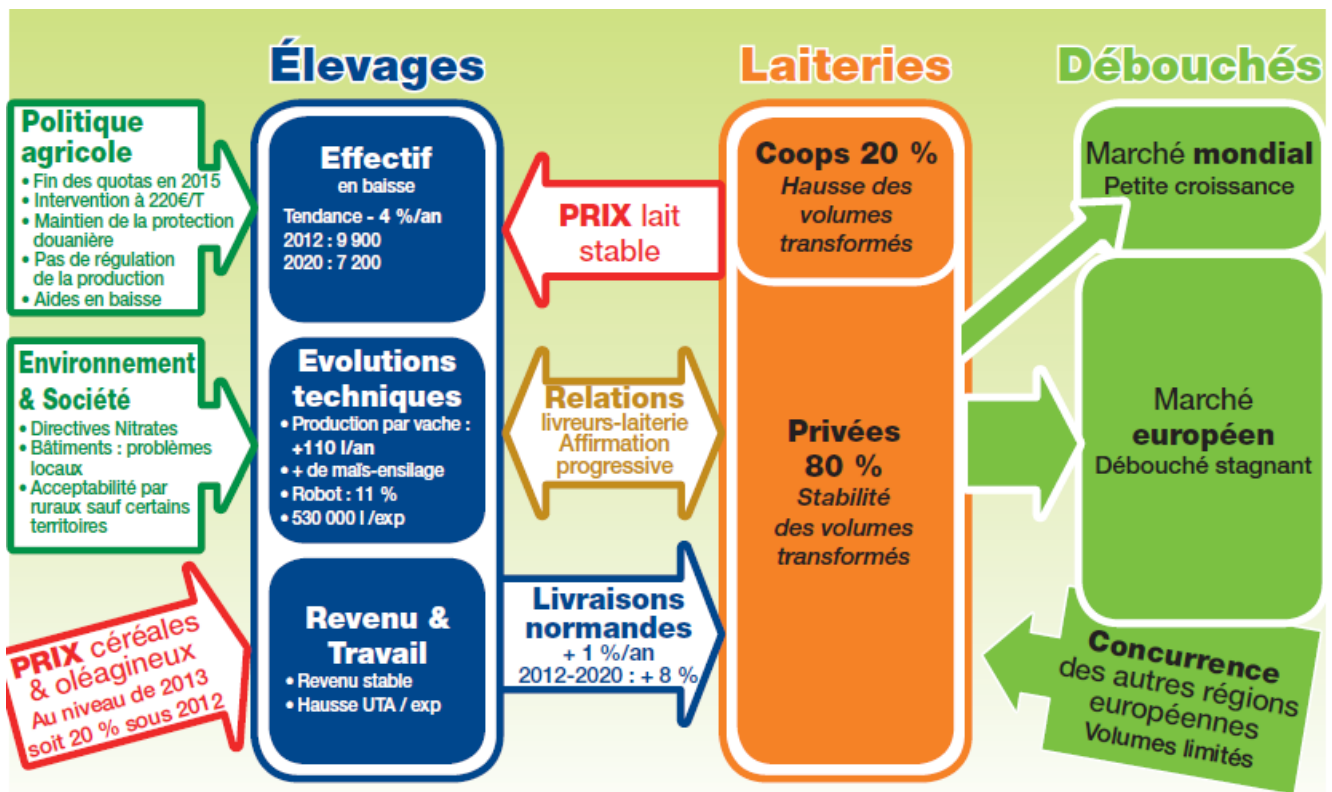 Élevages
Laiteries
Débouchés
Politique
agricole
• Fin des quotas en 2015
• Intervention à 220€/T
• Maintien de la protection
douanière
• Pas de régulation
de la production
• Aides en baisse
Environnement
& Société
• Directives Nitrates
• Bâtiments : problèmes
locaux
• Acceptabilité par
ruraux sauf certains
territoires
PRIX céréales
& oléagineux
Au niveau de 2013
soit 20 % sous 2012
Effectif
en baisse
Tendance - 4 %/an
2012 : 9 900
2020 : 7 200
Evolutions
techniques
• Production par vache :
+110 l/an
• + de maïs-ensilage
• Robot : 11 %
• 530 000 l /exp
Revenu &
Travail
• Revenu stable
• Hausse UTA / exp
PRIX lait
stable
Relations
livreurs-laiterie
Affirmation
progressive
Livraisons
normandes
+ 1 %/an
2012-2020 : + 8 %
Coops 20 %
Hausse des
volumes
transformés
Privées
80 %
Stabilité
des volumes
transformés
Marché mondial
Petite croissance
Marché
européen
Débouché stagnant
Concurrence
des autres régions
européennes
Volumes limités